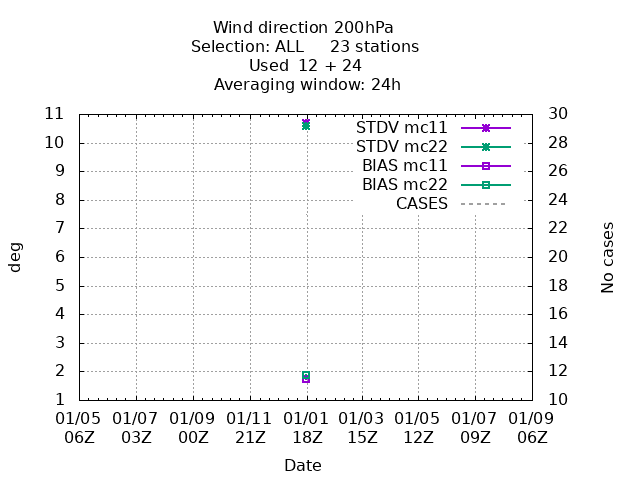 Wind direction 200hPa
Selection: ALL 23 stations
Used 12 + 24
Averaging window: 24h
11 30
STDV mc11
10 28
STDV mc22
9 26
BIAS mc11
BIAS mc22
8 24
CASES
7 22
6 20
5 18
4 16
3 14
2 12
1 10
deg
No cases
01/05 01/07 01/09 01/11 01/01 01/03 01/05 01/07 01/09
06Z 03Z 00Z 21Z 18Z 15Z 12Z 09Z 06Z
Date